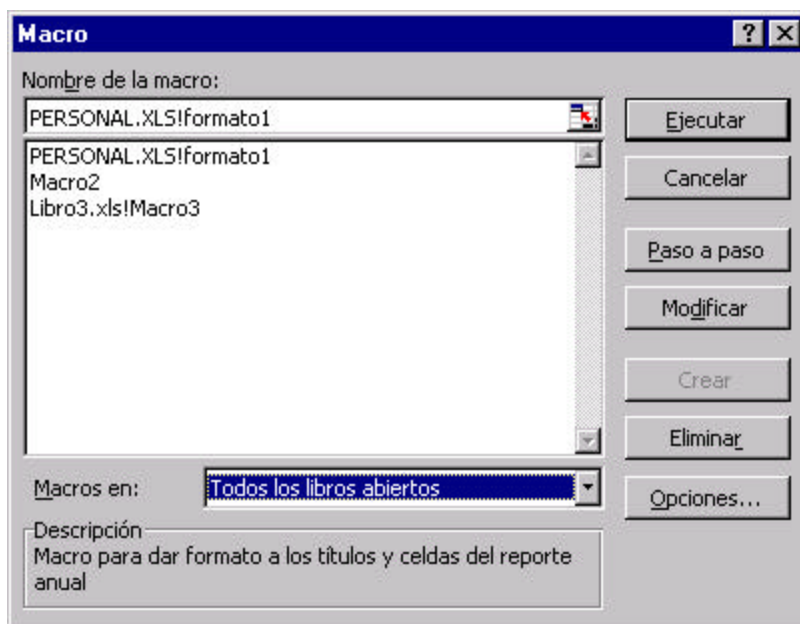 Macro
Nombre de la macro:
PERSONAL.XLS!formato1
PERSONAL.XLS!formato1
Macro2
Libro3.xls!Macro3
Macros en:
Todos los libros abiertos
Descripción
Macro para dar formato a los títulos y celdas del reporte
anual
Ejecutar
Cancelar
Paso a paso
Modificar
Crear
Eliminar
Opciones...